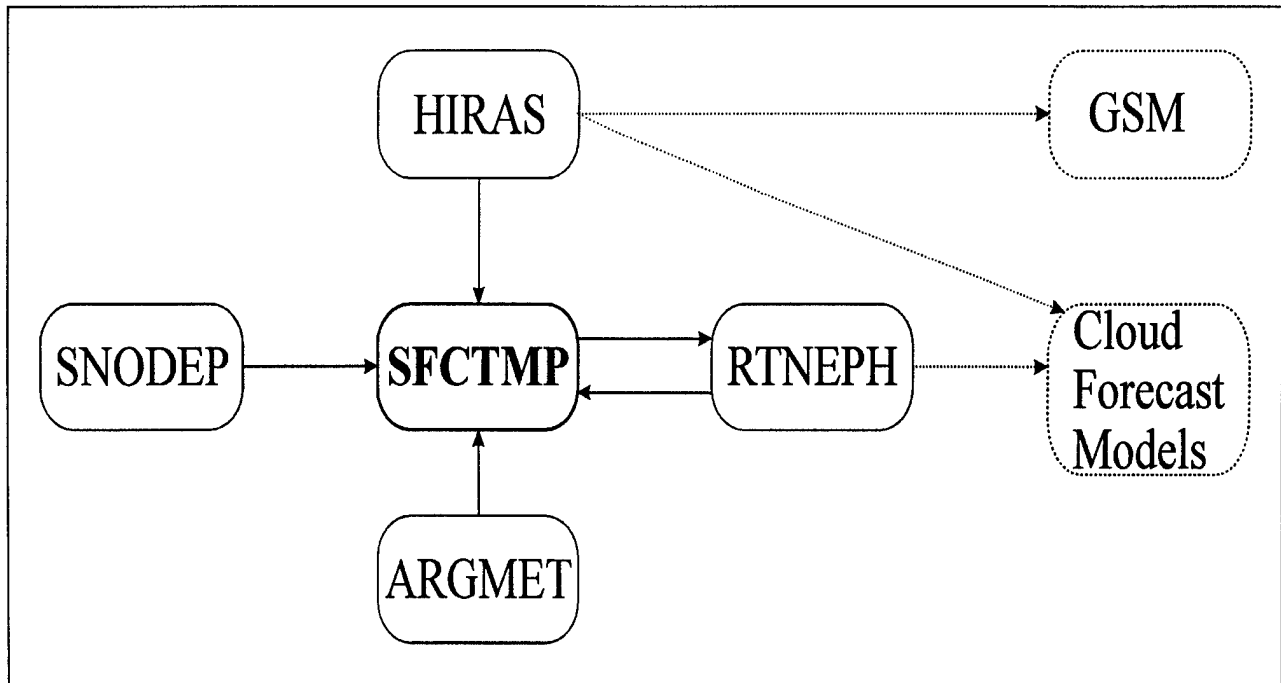 HIRAS
GSM
SNODEP
SFCTMP
RTNEPH
Cloud
Forecast
Models
ARGMET